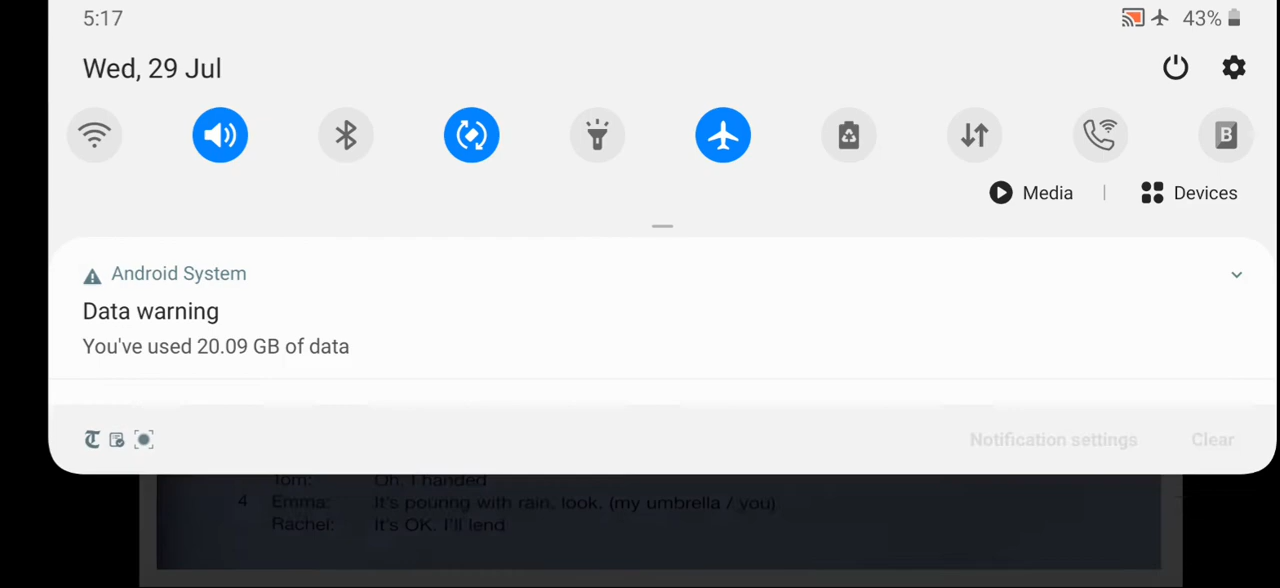 5:17 43%
Wed, 29 Jul
B
Media | Devices
Android System
Data warning
You've used 20.09 GB of data
Notification settings Clear
Tom: Oh, I handed
4 Emma: It's pouring with rain, look. (my umbrella / you)
Rachel: It's OK. I'll lend